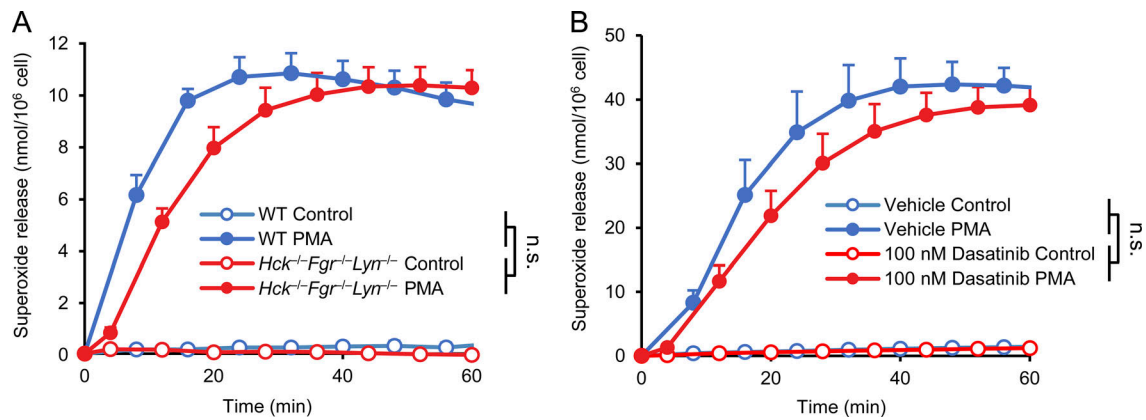 A
Superoxide release (nmol/10⁶ cell)
12
10
8
6
4
2
0
0
20
40
60
Time (min)
WT Control
WT PMA
Hck⁻/⁻Fgr⁻/⁻Lyn⁻/⁻ Control
Hck⁻/⁻Fgr⁻/⁻Lyn⁻/⁻ PMA
n.s.
B
Superoxide release (nmol/10⁶ cell)
50
40
30
20
10
0
0
20
40
60
Time (min)
Vehicle Control
Vehicle PMA
100 nM Dasatinib Control
100 nM Dasatinib PMA
n.s.